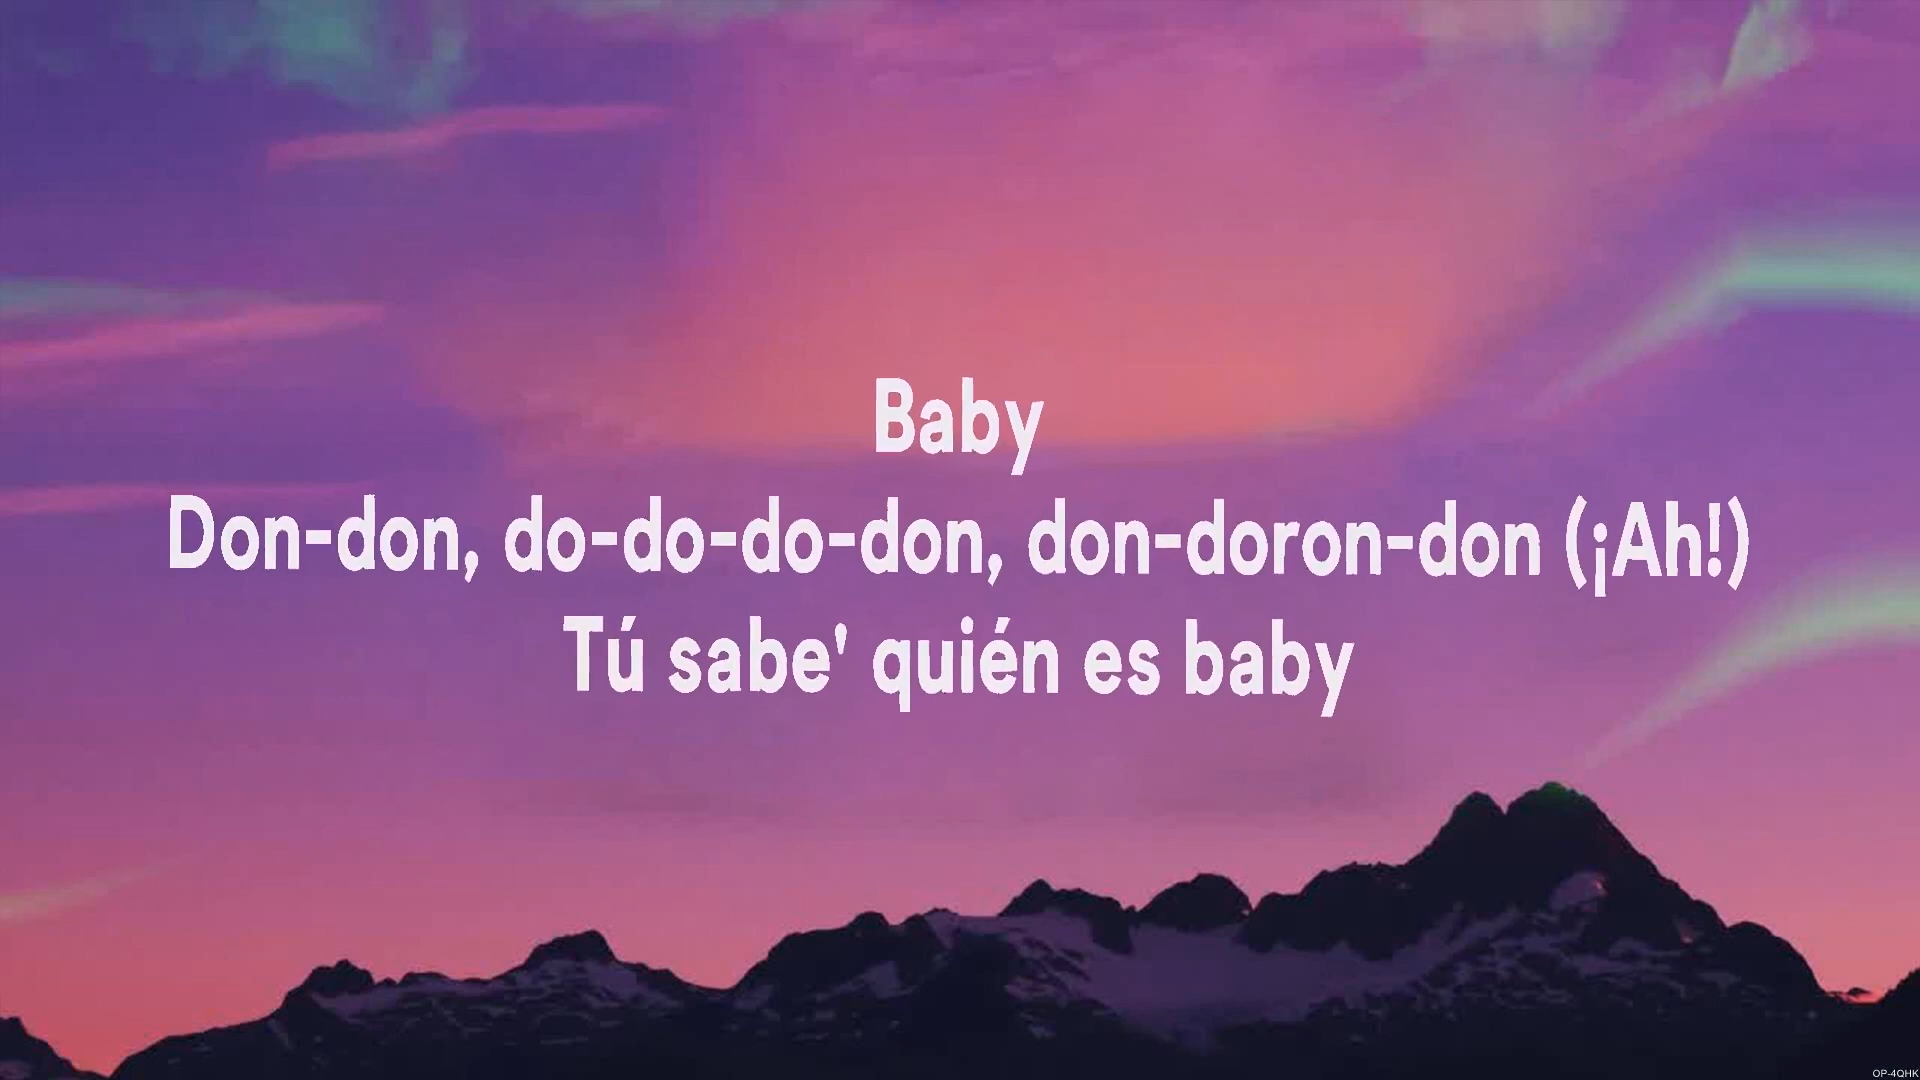 Baby
Don-don, do-do-do-don, don-doron-don (¡Ah!)
Tú sabe' quién es baby
OP-4QHK